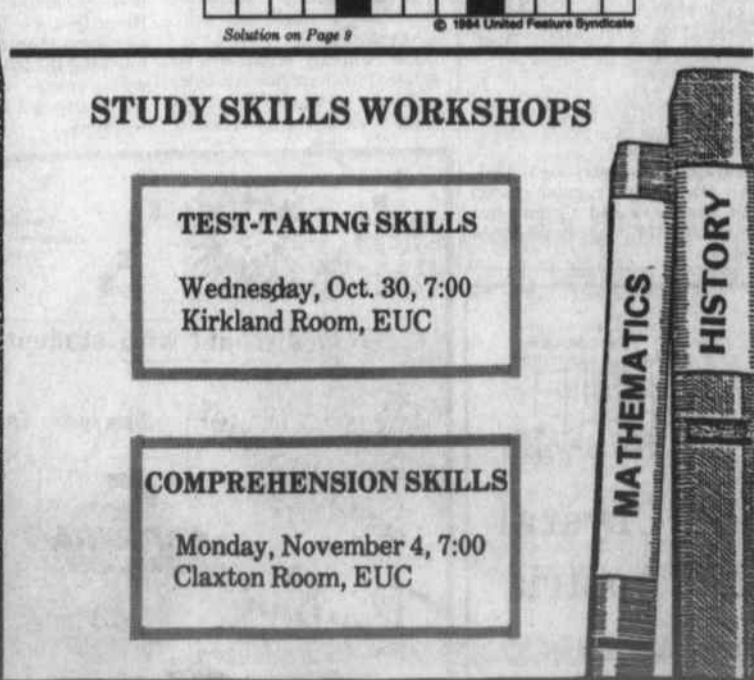 Solution on Page 9
© 1984 United Feature Syndicate
STUDY SKILLS WORKSHOPS
TEST-TAKING SKILLS
Wednesday, Oct. 30, 7:00
Kirkland Room, EUC
COMPREHENSION SKILLS
Monday, November 4, 7:00
Claxton Room, EUC
MATHEMATICS
HISTORY